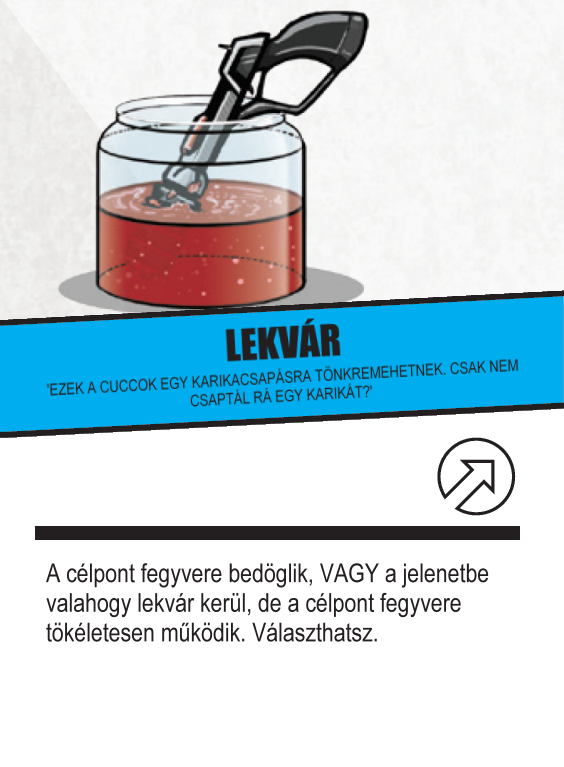 LEKVÁR
'EZEK A CUCCOK EGY KARIKACSAPÁSRA TÖNKREMEHETNEK. CSAK NEM
CSAPTÁL RÁ EGY KARIKÁT?'
A célpont fegyvere bedöglik, VAGY a jelenetbe
valahogy lekvár kerül, de a célpont fegyvere
tökéletesen működik. Választhatsz.